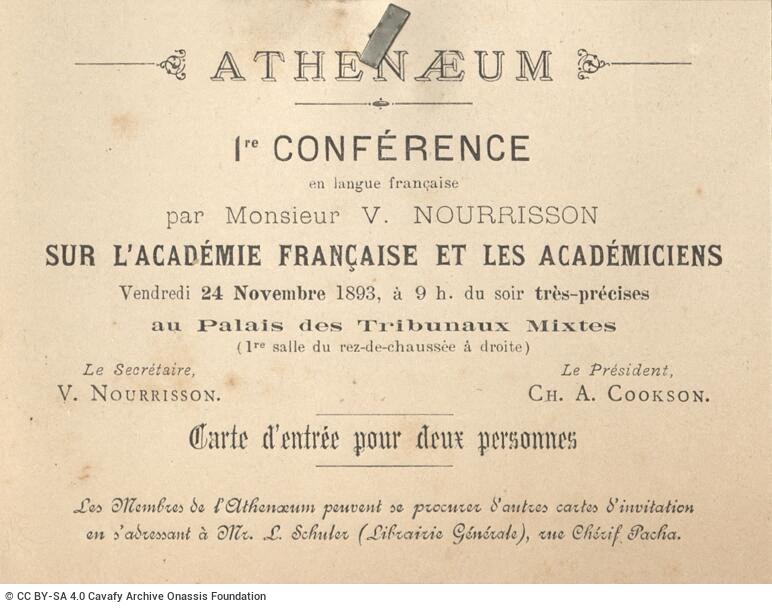 ATHENÆUM
1re CONFÉRENCE
en langue française
par Monsieur V. NOURRISSON
SUR L'ACADÉMIE FRANÇAISE ET LES ACADÉMICIENS
Vendredi 24 Novembre 1893, à 9 h. du soir très-précises
au Palais des Tribunaux Mixtes
(1re salle du rez-de-chaussée à droite)
Le Secrétaire,
V. NOURRISSON.
Le Président,
CH. A. COOKSON.
Carte d'entrée pour deux personnes
Les Membres de l'Athenœum peuvent se procurer d'autres cartes d'invitation
en s'adressant à Mr. L. Schuler (Librairie Générale), rue Chérif Pacha.
© CC BY-SA 4.0 Cavafy Archive Onassis Foundation